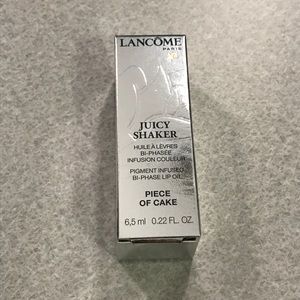 LANCÔME
PARIS
JUICY
SHAKER
HUILE À LÈVRES
BI-PHASÉE
INFUSION COULEUR
PIGMENT INFUSED
BI-PHASE LIP OIL
PIECE
OF CAKE
6,5 ml 0.22 FL. OZ.